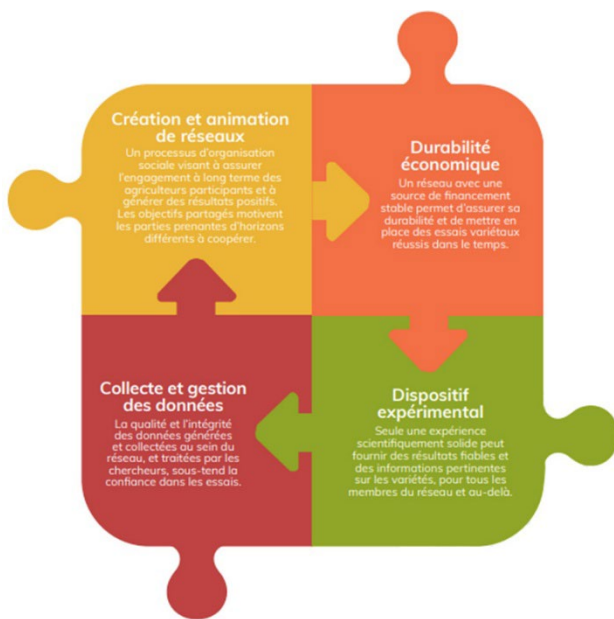 Création et animation
de réseaux
Un processus d'organisation
sociale visant à assurer
l'engagement à long terme des
agriculteurs participants et à
générer des résultats positifs.
Les objectifs partagés motivent
les parties prenantes d'horizons
différents à coopérer.
Durabilité
économique
Un réseau avec une
source de financement
stable permet d'assurer sa
durabilité et de mettre en
place des essais variétaux
réussis dans le temps.
Collecte et gestion
des données
La qualité et l'intégrité
des données générées
et collectées au sein du
réseau, et traitées par les
chercheurs, sous-tend la
confiance dans les essais.
Dispositif
expérimental
Seule une expérience
scientifiquement solide peut
fournir des résultats fiables et
des informations pertinentes
sur les variétés, pour tous les
membres du réseau et au-delà.